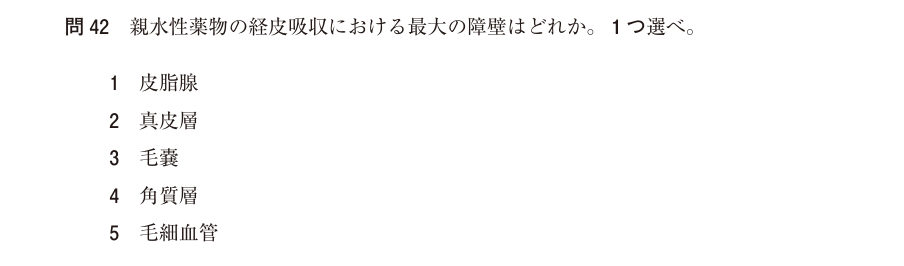 問 42 親水性薬物の経皮吸収における最大の障壁はどれか。1つ選べ。
1 皮脂腺
2 真皮層
3 毛嚢
4 角質層
5 毛細血管